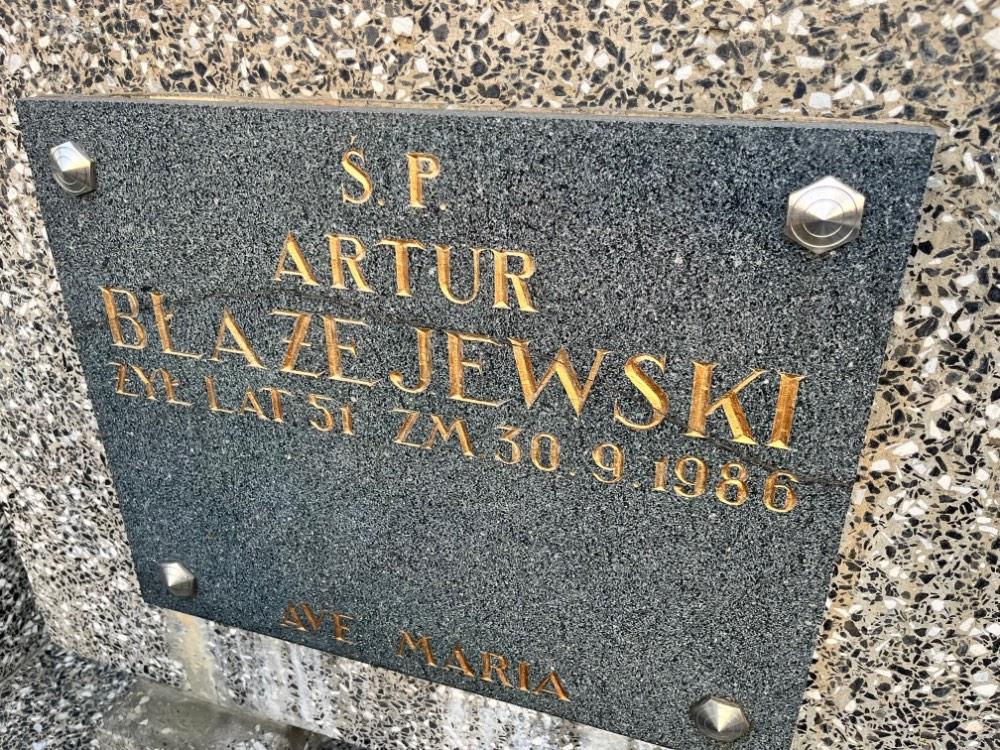 Ś. P.
ARTUR
BŁAŻEJEWSKI
ŻYŁ LAT 51 ZM. 30.9.1986
AVE MARIA